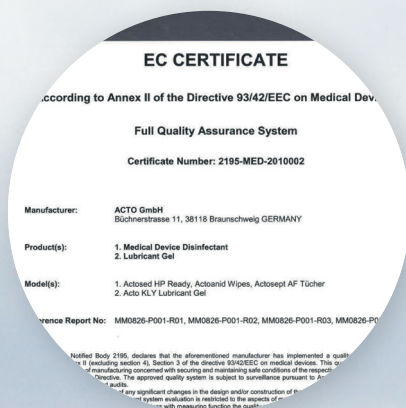 EC CERTIFICATE
According to Annex II of the Directive 93/42/EEC on Medical
Full Quality Assurance System
Certificate Number: 2195-MED-2010002
Manufacturer: ACTO GmbH
Büchnerstrasse 11, 38118 Braunschweig GERMANY
Product(s): 1. Medical Device Disinfectant
2. Lubricant Gel
Model(s): 1. Actosed HP Ready, Actoanid Wipes, Actosept AF Tücher
2. Acto KLY Lubricant Gel
Report No: MM0826-P001-R01, MM0826-P001-R02, MM0826-P001-R03,
Notified Body 2195, declares that the aforementioned manufacturer has implemented a
II (excluding section 4), Section 3 of the directive 93/42/EEC on medical devices. This
of manufacturing concerned with securing and maintaining safe conditions of the
Directive. The approved quality system is subject to surveillance pursuant to
audits.
of any significant changes in the design and/or construction of the
system evaluation is restricted to the aspects of
with measuring function the